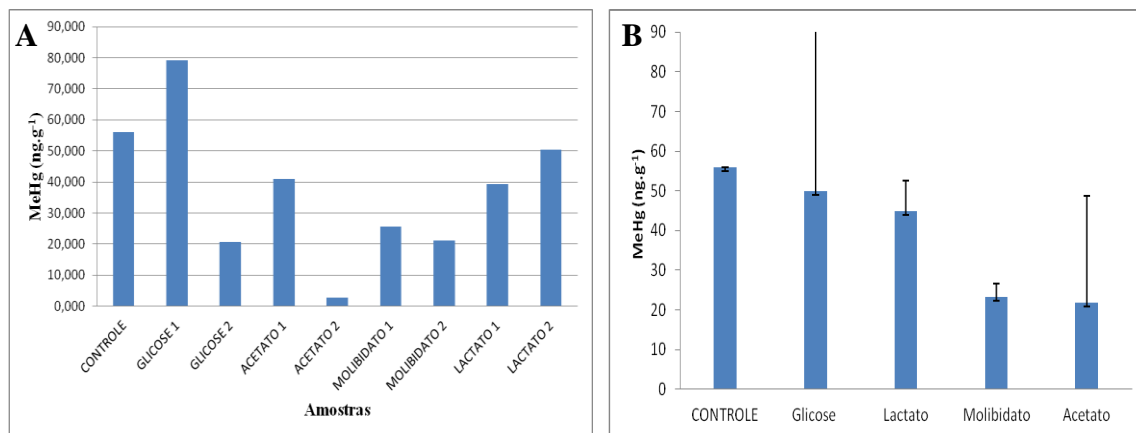 A
MeHg (ng.g-1)
90,000
80,000
70,000
60,000
50,000
40,000
30,000
20,000
10,000
0,000
CONTROLE
GLICOSE 1
GLICOSE 2
ACETATO 1
ACETATO 2
MOLIBIDATO 1
MOLIBIDATO 2
LACTATO 1
LACTATO 2
Amostras
B
MeHg (ng.g-1)
90
80
70
60
50
40
30
20
10
0
CONTROLE
Glicose
Lactato
Molibidato
Acetato